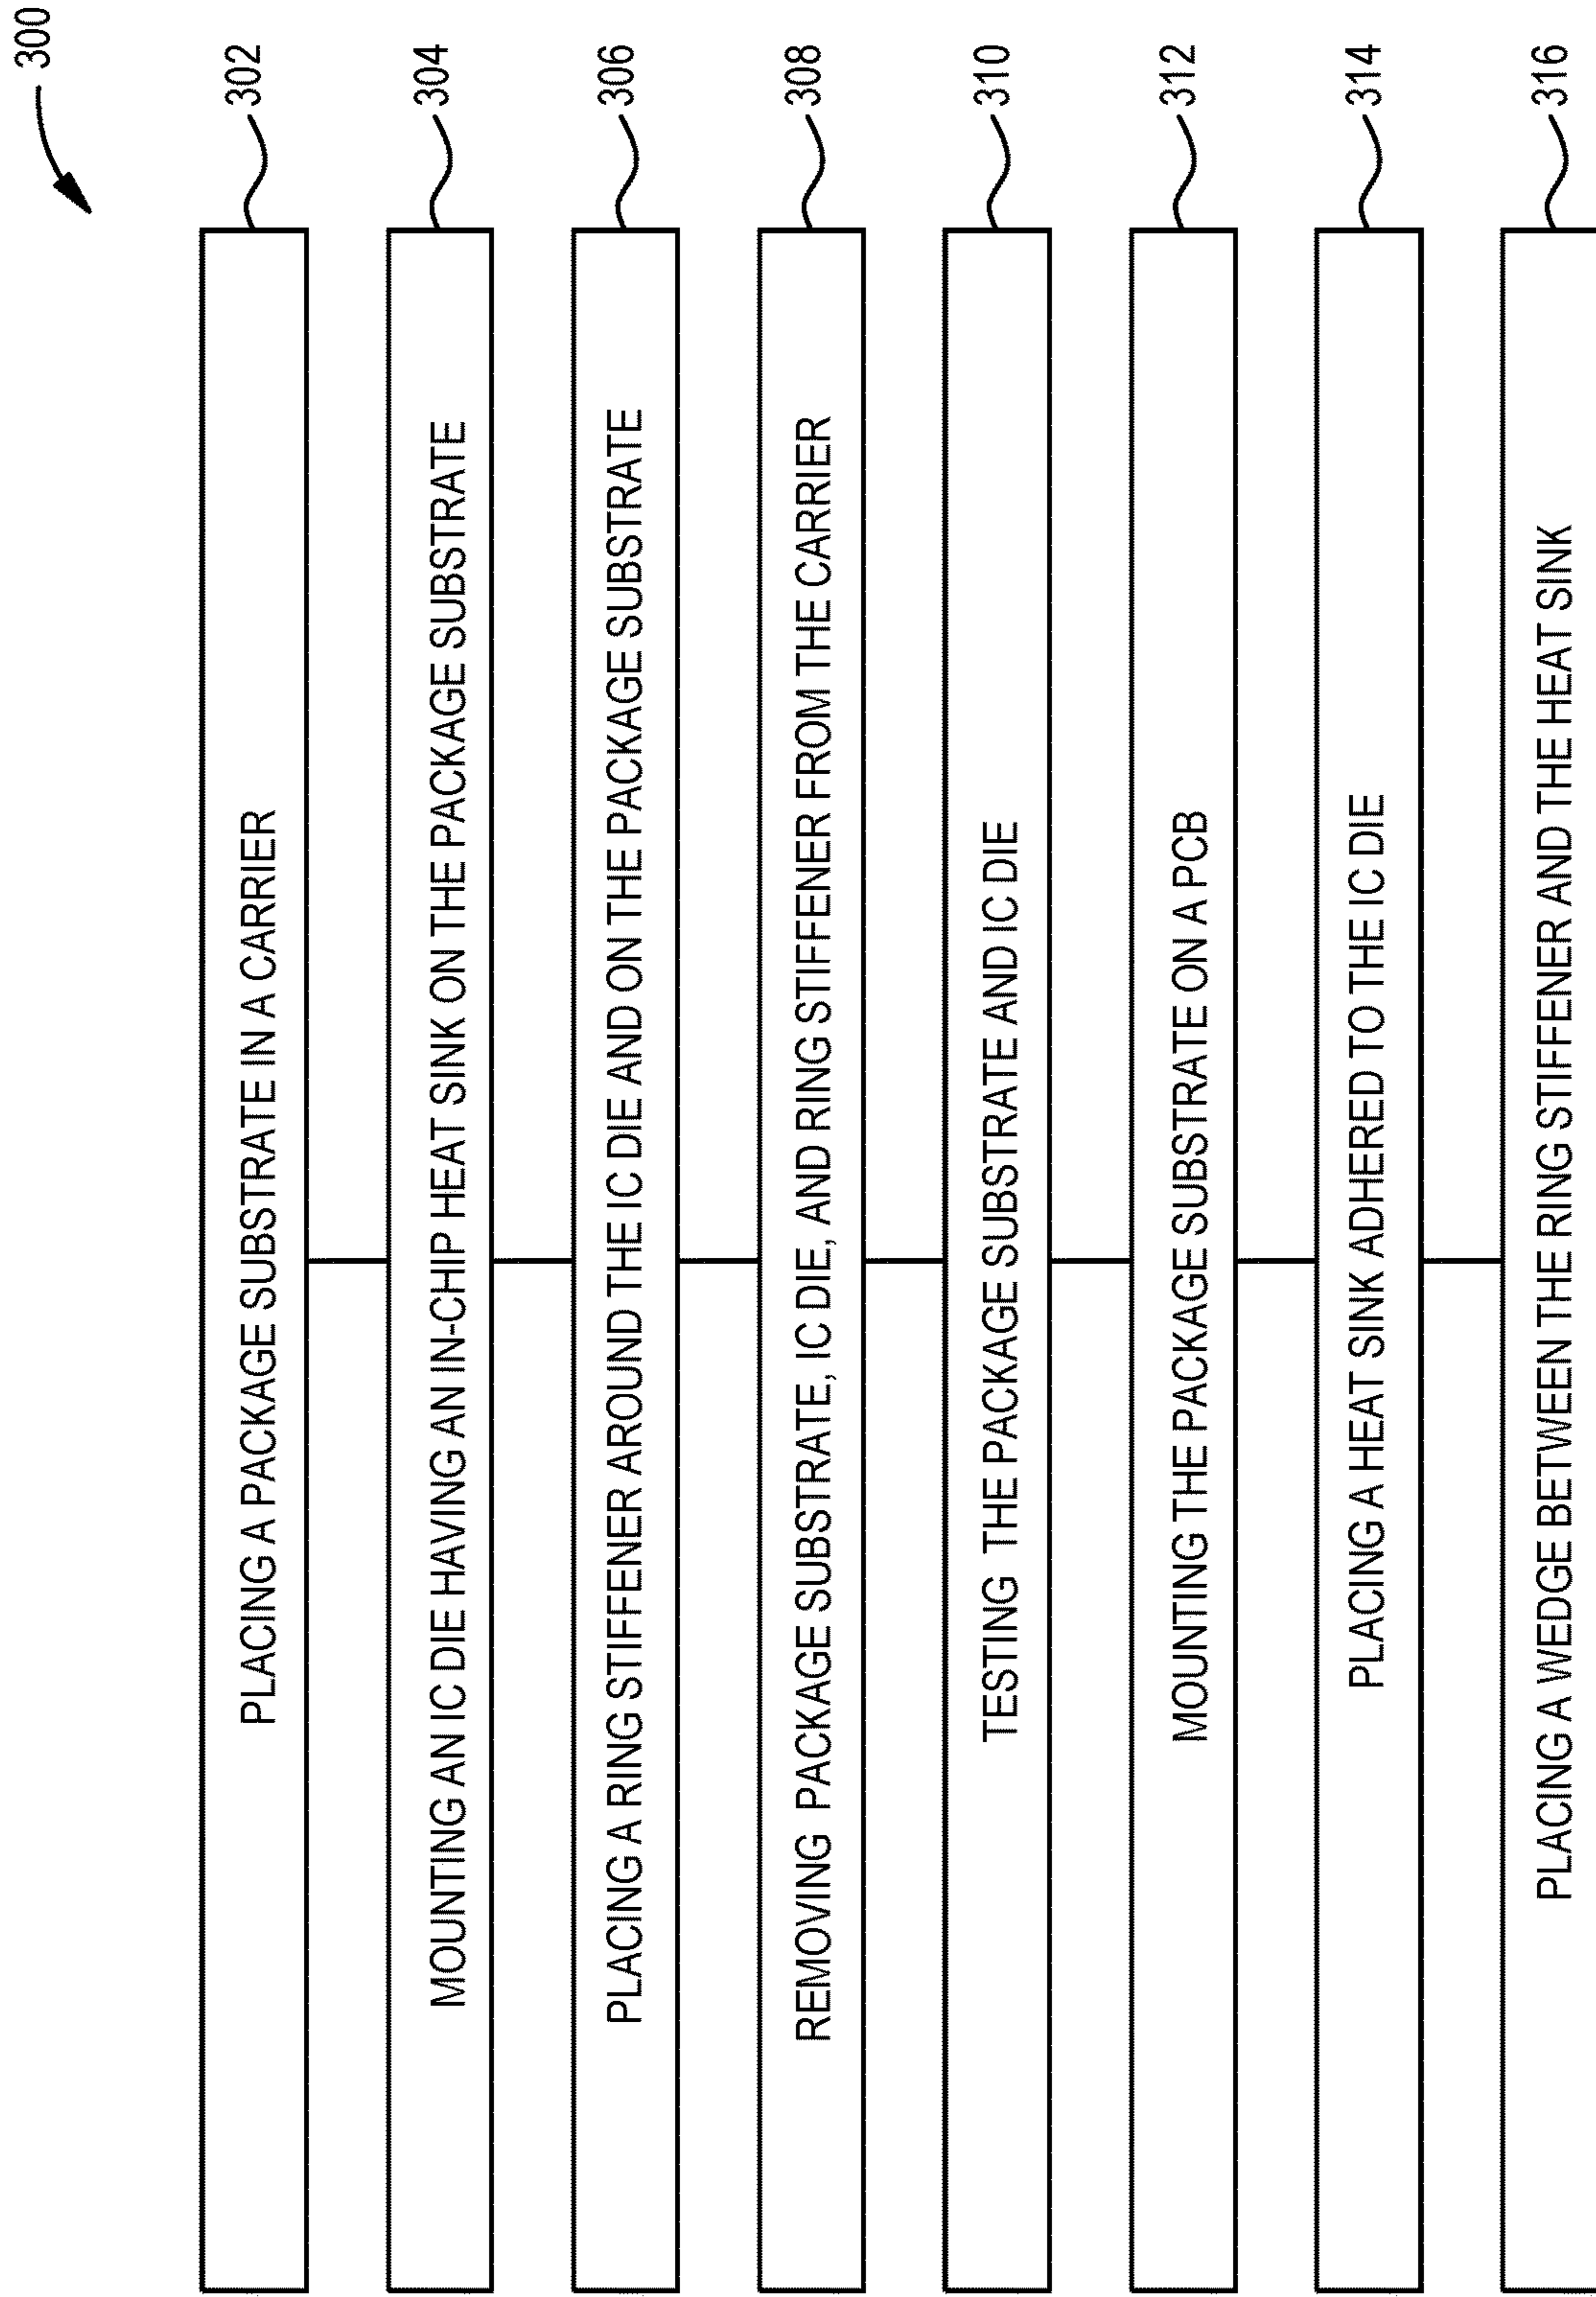 300
PLACING A PACKAGE SUBSTRATE IN A CARRIER
302
MOUNTING AN IC DIE HAVING AN IN-CHIP HEAT SINK ON THE PACKAGE SUBSTRATE
304
PLACING A RING STIFFENER AROUND THE IC DIE AND ON THE PACKAGE SUBSTRATE
306
REMOVING PACKAGE SUBSTRATE, IC DIE, AND RING STIFFENER FROM THE CARRIER
308
TESTING THE PACKAGE SUBSTRATE AND IC DIE
310
MOUNTING THE PACKAGE SUBSTRATE ON A PCB
312
PLACING A HEAT SINK ADHERED TO THE IC DIE
314
PLACING A WEDGE BETWEEN THE RING STIFFENER AND THE HEAT SINK
316